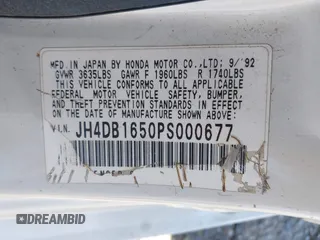 MFD. IN JAPAN BY HONDA MOTOR CO.,LTD; 9/'92
GVWR 3635LBS GAWR F 1960LBS R 1740LBS
THIS VEHICLE CONFORMS TO ALL APPLICABLE
FEDERAL MOTOR VEHICLE SAFETY, BUMPER,
AND THEFT PREVENTION STANDARDS IN EFFECT
ON THE DATE OF MANUFACTURE SHOWN ABOVE.
V.I.N. JH4DB1650PS000677
DREAMBID